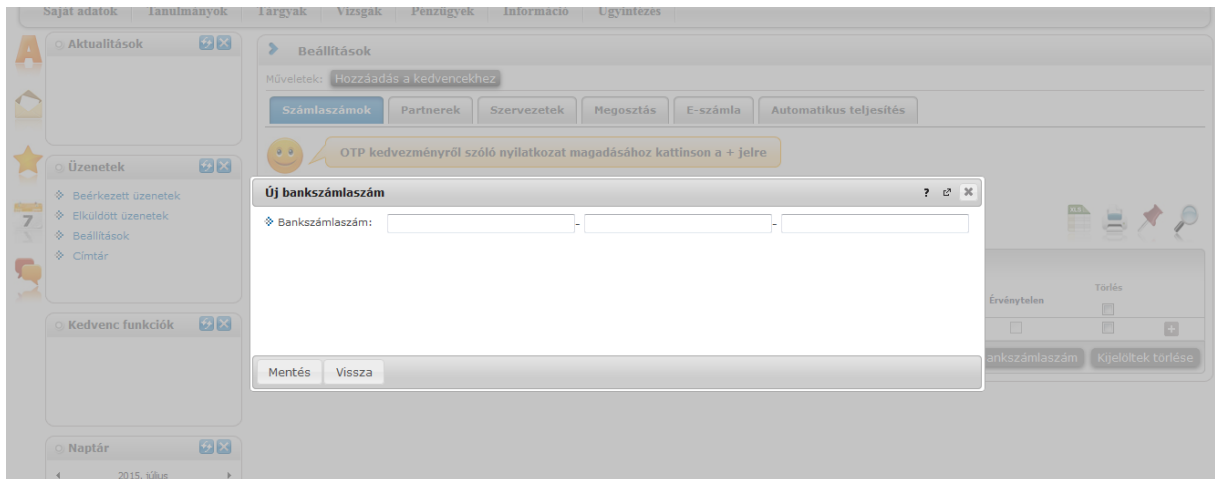 Saját adatok Tanulmányok Tárgyak Vizsgák Pénzügyek Információ Ügyintézés
Aktualitások
Üzenetek
Beérkezett üzenetek
Elküldött üzenetek
Beállítások
Címtár
Kedvenc funkciók
Naptár
2015. július
7
Beállítások
Műveletek: Hozzáadás a kedvencekhez
Számlaszámok Partnerek Szervezetek Megosztás E-számla Automatikus teljesítés
OTP kedvezményről szóló nyilatkozat magadásához kattinson a + jelre
Új bankszámlaszám ?
Bankszámlaszám: - -
Mentés Vissza
Érvénytelen Törlés
ankszámlaszám Kijelöltek törlése